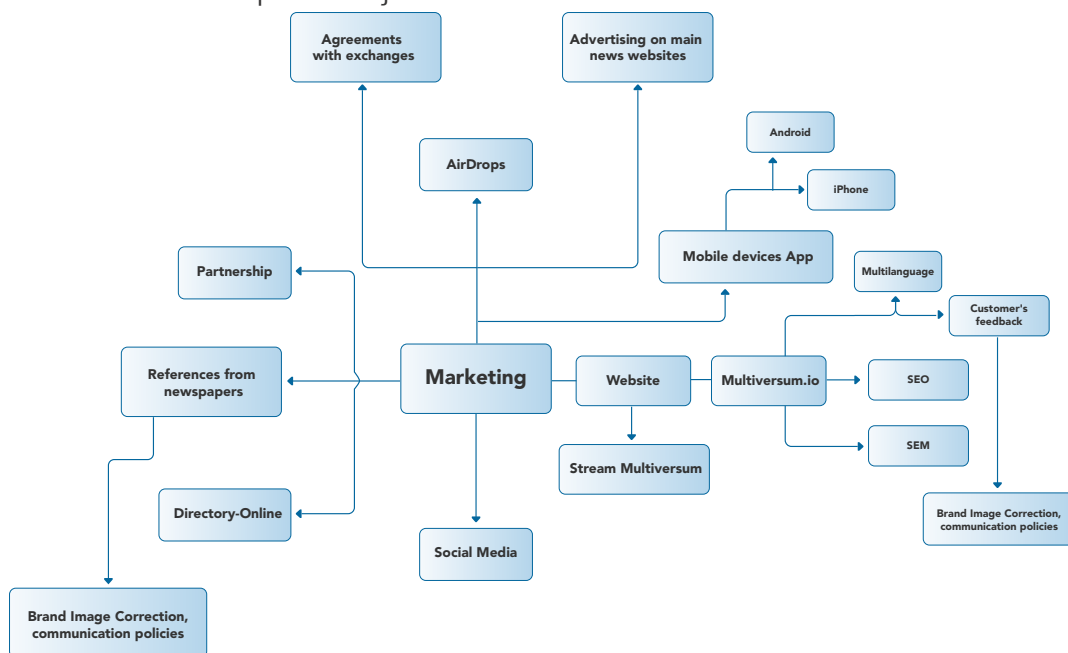 Agreements
with exchanges
Advertising on main
news websites
Android
AirDrops
iPhone
Mobile devices App
Partnership
Multilanguage
Customer's
feedback
References from
newspapers
Marketing
Website
Multiversum.io
SEO
SEM
Stream Multiversum
Directory-Online
Brand Image Correction,
communication policies
Social Media
Brand Image Correction,
communication policies